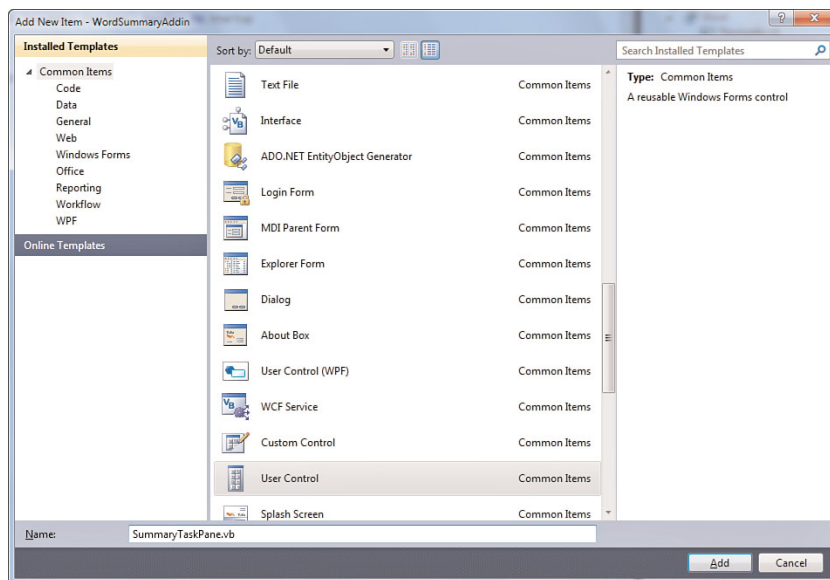 Add New Item - WordSummaryAddin
Installed Templates
Sort by: Default
Search Installed Templates
Common Items
Code
Data
General
Web
Windows Forms
Office
Reporting
Workflow
WPF
Online Templates
Text File Common Items
Interface Common Items
ADO.NET EntityObject Generator Common Items
Login Form Common Items
MDI Parent Form Common Items
Explorer Form Common Items
Dialog Common Items
About Box Common Items
User Control (WPF) Common Items
WCF Service Common Items
Custom Control Common Items
User Control Common Items
Splash Screen Common Items
Type: Common Items
A reusable Windows Forms control
Name: SummaryTaskPane.vb
Add Cancel